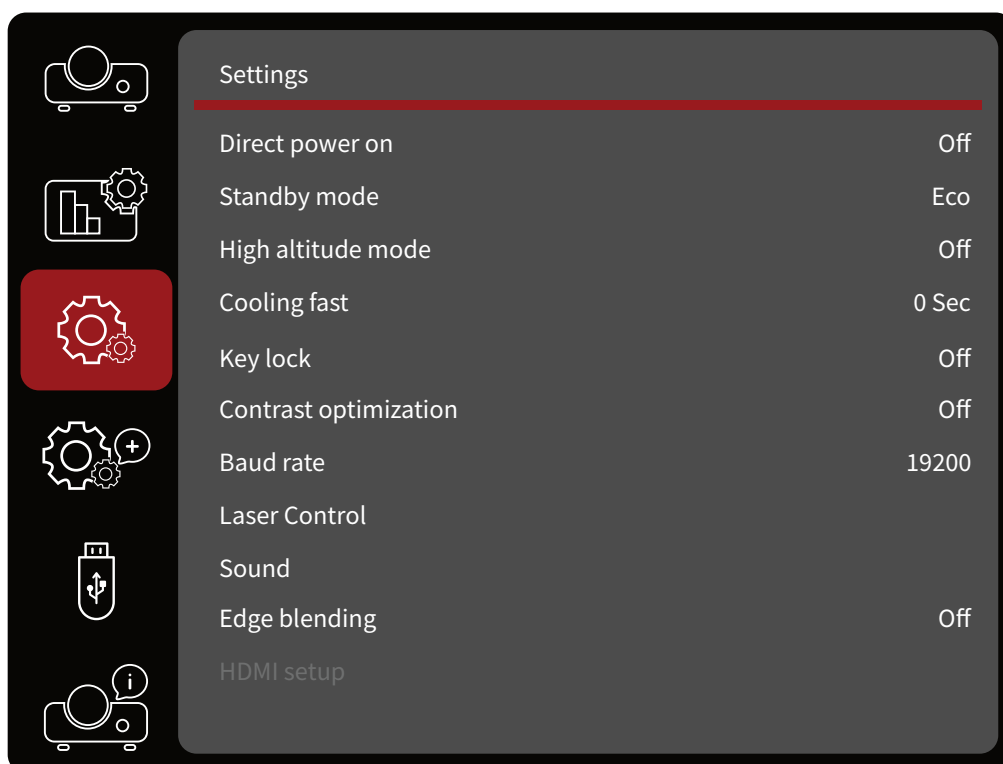 Settings
Direct power on Off
Standby mode Eco
High altitude mode Off
Cooling fast 0 Sec
Key lock Off
Contrast optimization Off
Baud rate 19200
Laser Control
Sound
Edge blending Off
HDMI setup